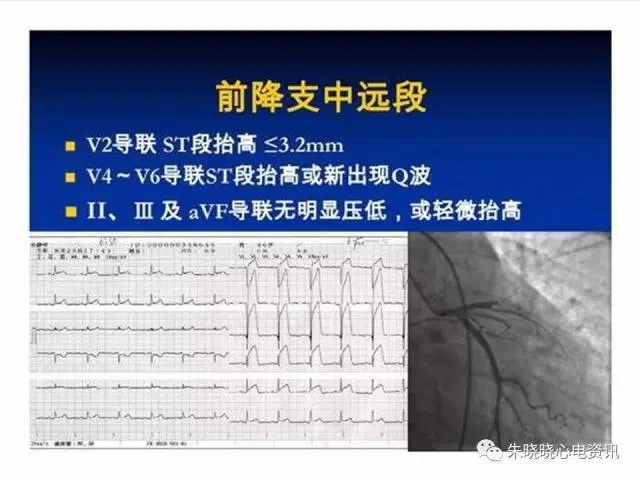 前降支中远段
V2导联 ST段抬高 ≤3.2mm
V4～V6导联ST段抬高或新出现Q波
II、Ⅲ 及 aVF导联无明显压低，或轻微抬高
朱晓晓心电资讯